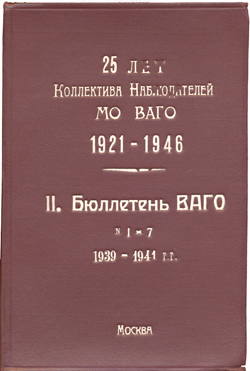 25 ЛЕТ
Коллектива Наблюдателей
МО ВАГО
1921 - 1946
II. Бюллетень ВАГО
№ 1-7
1939 - 1941 г.г.
Москва